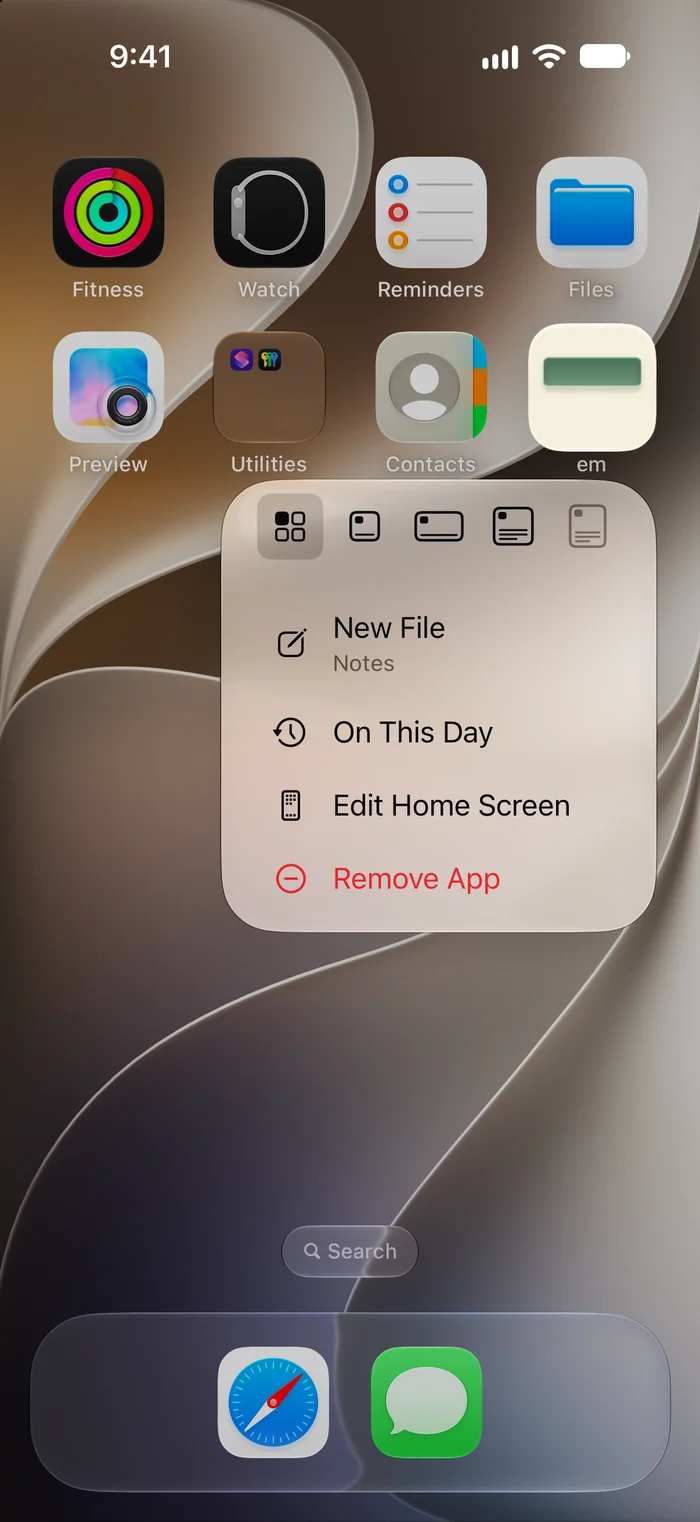 9:41
Fitness
Watch
Reminders
Files
Preview
Utilities
Contacts
em
New File
Notes
On This Day
Edit Home Screen
Remove App
Search